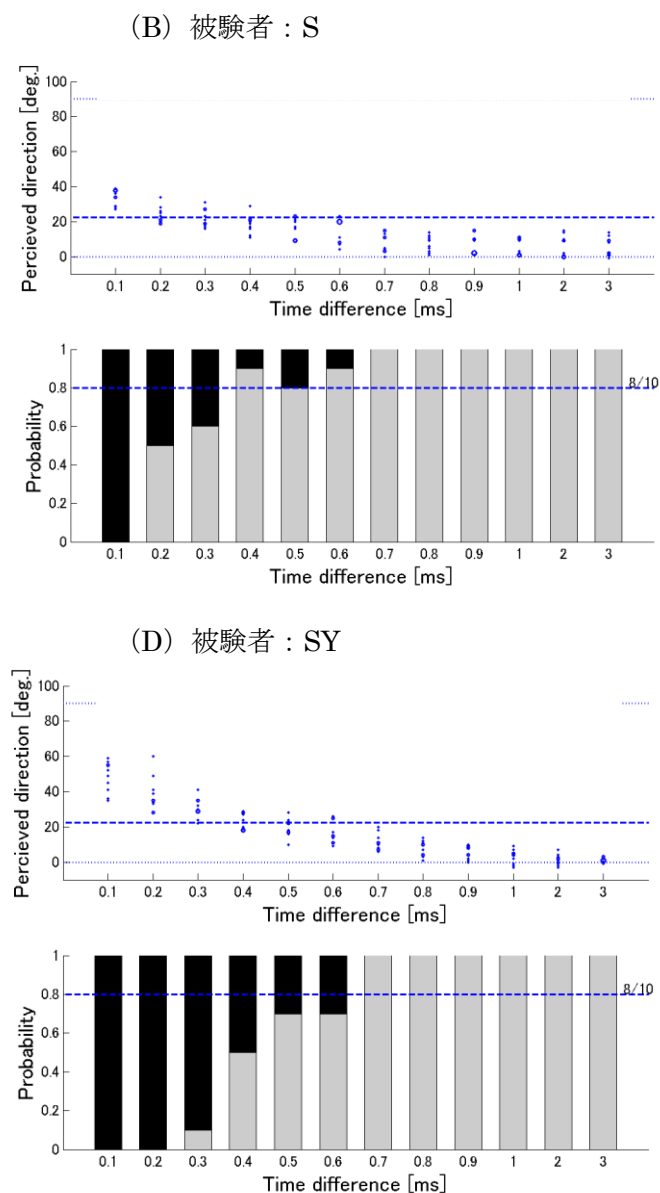 (B) 被験者：S
100
80
60
40
20
0
Percieved direction [deg.]
0.1 0.2 0.3 0.4 0.5 0.6 0.7 0.8 0.9 1 2 3
Time difference [ms]
1
0.8
0.6
0.4
0.2
0
Probability
8/10
0.1 0.2 0.3 0.4 0.5 0.6 0.7 0.8 0.9 1 2 3
Time difference [ms]
(D) 被験者：SY
100
80
60
40
20
0
Percieved direction [deg.]
0.1 0.2 0.3 0.4 0.5 0.6 0.7 0.8 0.9 1 2 3
Time difference [ms]
1
0.8
0.6
0.4
0.2
0
Probability
8/10
0.1 0.2 0.3 0.4 0.5 0.6 0.7 0.8 0.9 1 2 3
Time difference [ms]